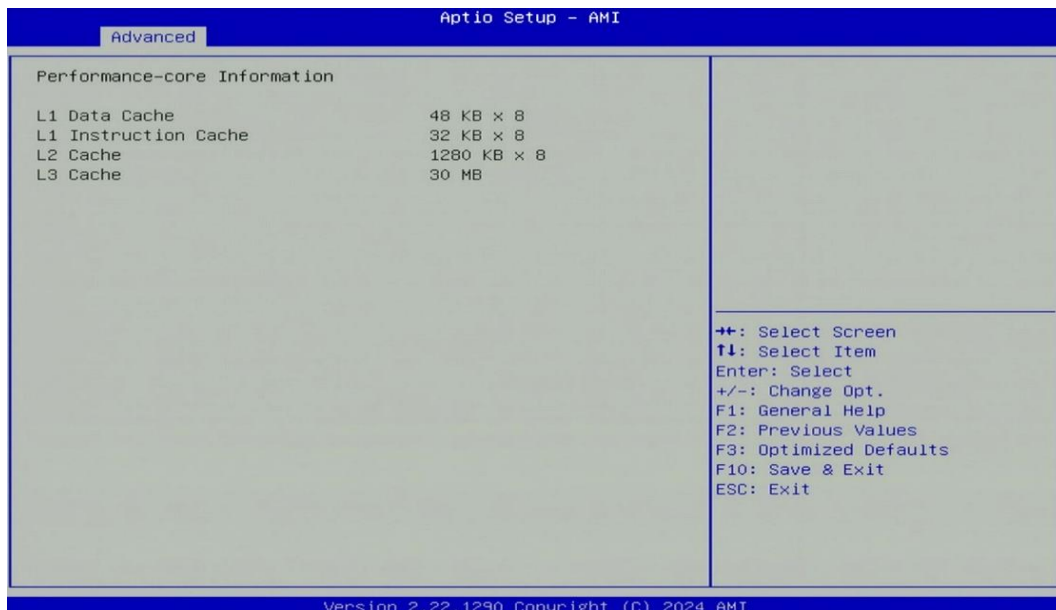 Aptio Setup – AMI
Advanced
Performance-core Information
L1 Data Cache 48 KB x 8
L1 Instruction Cache 32 KB x 8
L2 Cache 1280 KB x 8
L3 Cache 30 MB
→←: Select Screen
↑↓: Select Item
Enter: Select
+/-: Change Opt.
F1: General Help
F2: Previous Values
F3: Optimized Defaults
F10: Save & Exit
ESC: Exit
Version 2.22.1290 Copyright (C) 2024 AMI